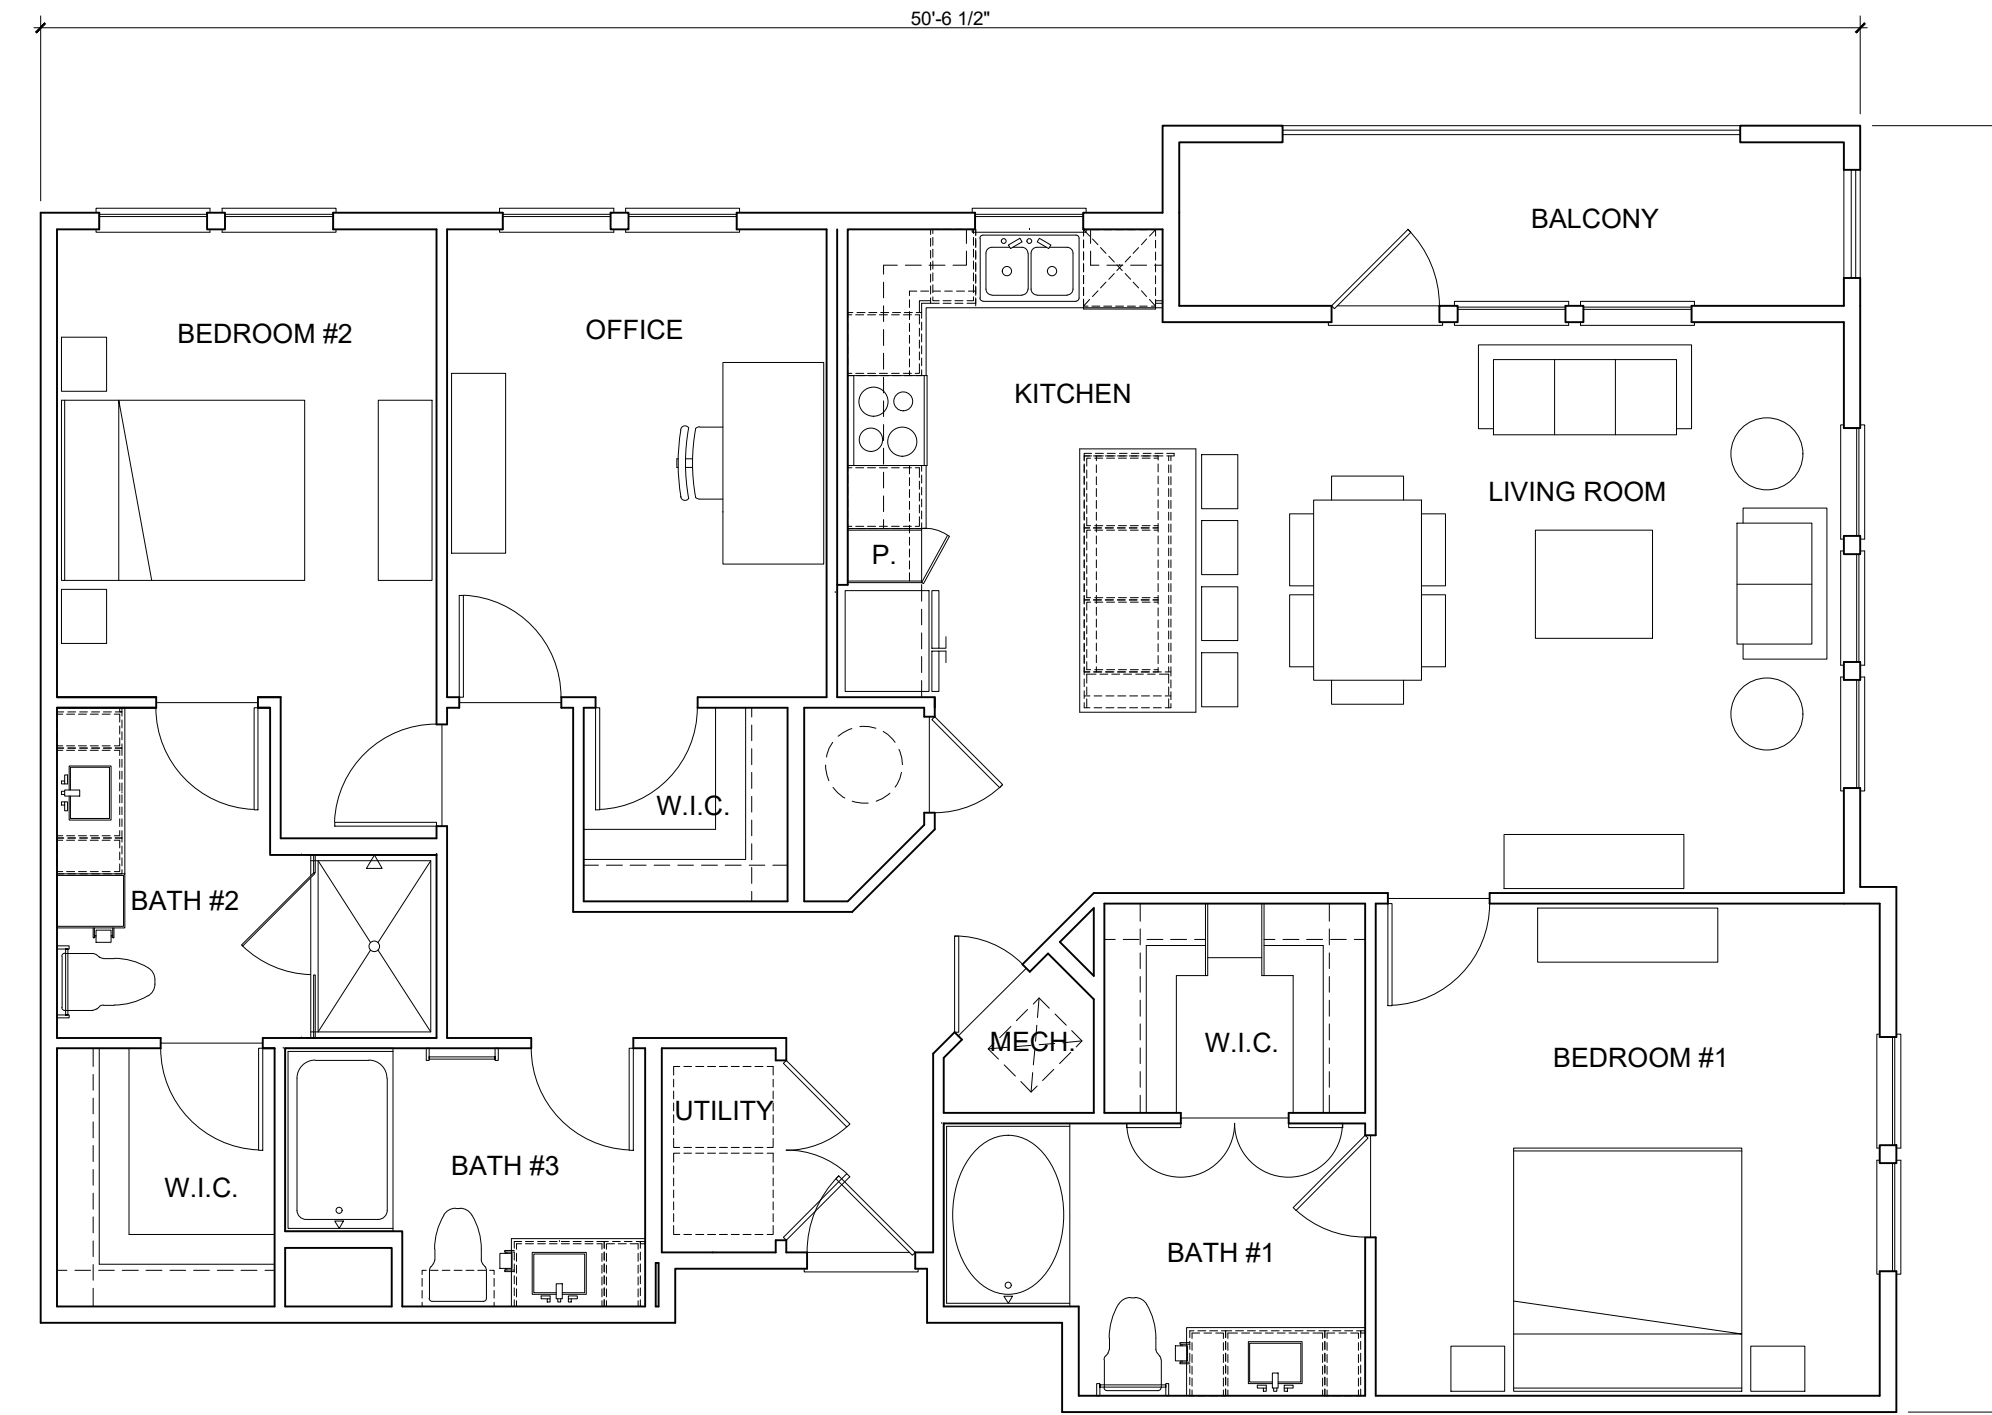 50'-6 1/2"
BALCONY
BEDROOM #2
OFFICE
KITCHEN
LIVING ROOM
P.
W.I.C.
BATH #2
MECH.
W.I.C.
BEDROOM #1
UTILITY
BATH #3
W.I.C.
BATH #1